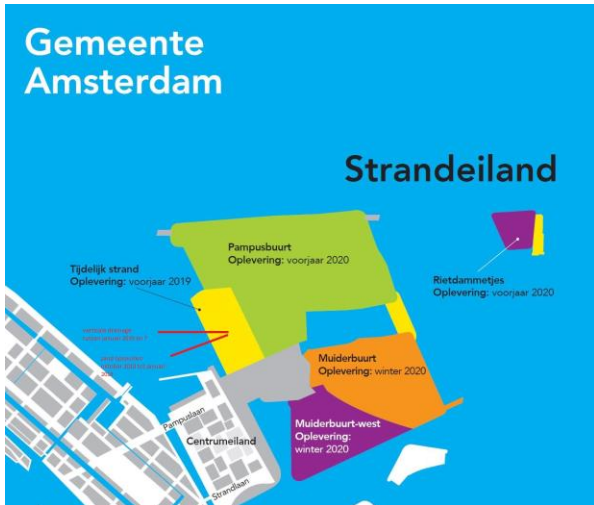 Gemeente
Amsterdam
Strandeiland
Pampusbuurt
Oplevering: voorjaar 2020
Tijdelijk strand
Oplevering: voorjaar 2019
Rietdammetjes
Oplevering: voorjaar 2020
Muiderbuurt
Oplevering: winter 2020
Muiderbuurt-west
Oplevering:
winter 2020
Pampuslaan
Centrumeiland
Strandlaan